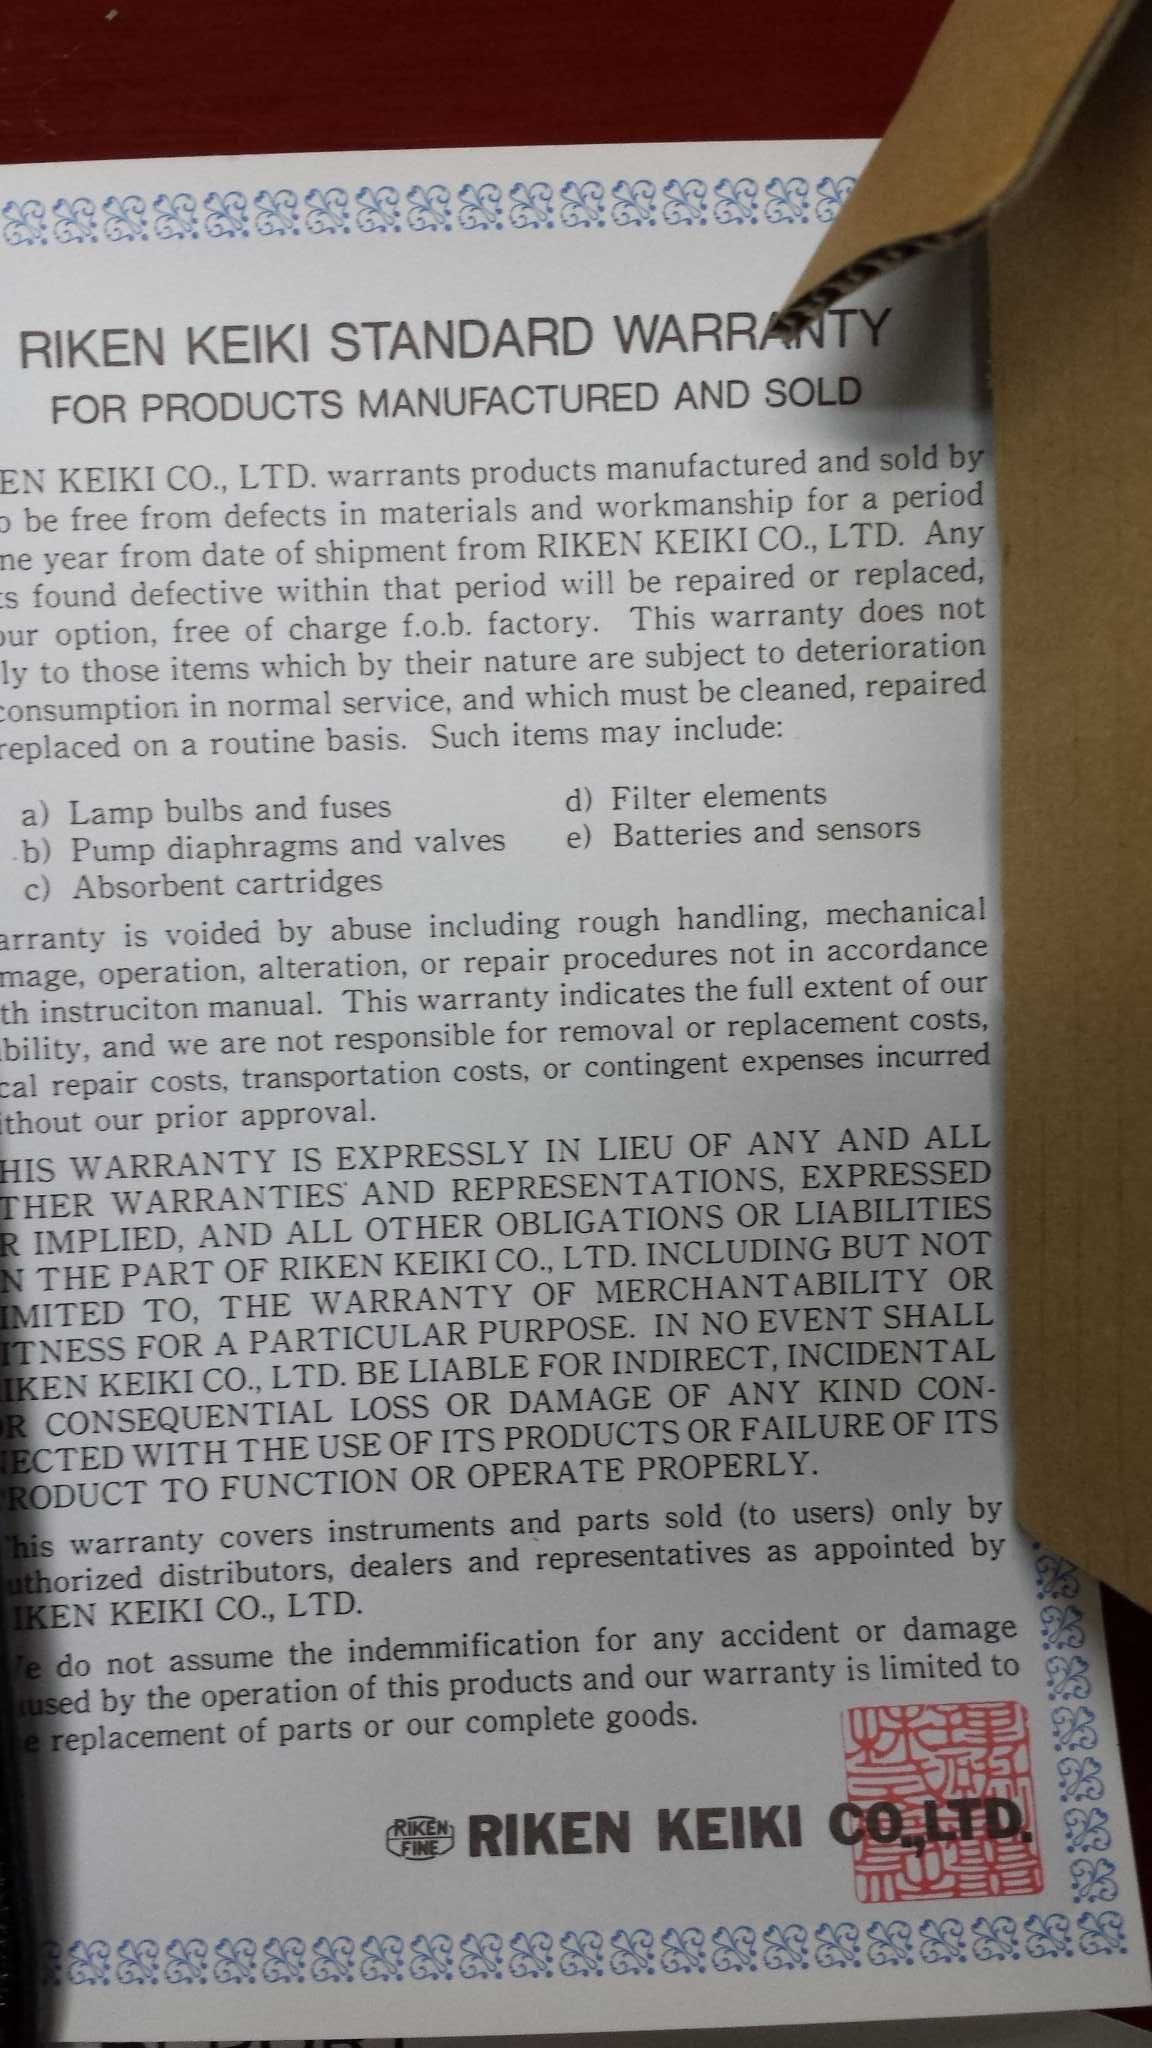 RIKEN KEIKI STANDARD WARRANTY
FOR PRODUCTS MANUFACTURED AND SOLD
EN KEIKI CO., LTD. warrants products manufactured and sold by
o be free from defects in materials and workmanship for a period
ne year from date of shipment from RIKEN KEIKI CO., LTD. Any
ts found defective within that period will be repaired or replaced,
our option, free of charge f.o.b. factory. This warranty does not
ly to those items which by their nature are subject to deterioration
consumption in normal service, and which must be cleaned, repaired
replaced on a routine basis. Such items may include:
a) Lamp bulbs and fuses
b) Pump diaphragms and valves
c) Absorbent cartridges
d) Filter elements
e) Batteries and sensors
arranty is voided by abuse including rough handling, mechanical
mage, operation, alteration, or repair procedures not in accordance
th instruciton manual. This warranty indicates the full extent of our
bility, and we are not responsible for removal or replacement costs,
cal repair costs, transportation costs, or contingent expenses incurred
ithout our prior approval.
HIS WARRANTY IS EXPRESSLY IN LIEU OF ANY AND ALL
THER WARRANTIES AND REPRESENTATIONS, EXPRESSED
R IMPLIED, AND ALL OTHER OBLIGATIONS OR LIABILITIES
N THE PART OF RIKEN KEIKI CO., LTD. INCLUDING BUT NOT
IMITED TO, THE WARRANTY OF MERCHANTABILITY OR
ITNESS FOR A PARTICULAR PURPOSE. IN NO EVENT SHALL
IKEN KEIKI CO., LTD. BE LIABLE FOR INDIRECT, INCIDENTAL
OR CONSEQUENTIAL LOSS OR DAMAGE OF ANY KIND CON-
NECTED WITH THE USE OF ITS PRODUCTS OR FAILURE OF ITS
PRODUCT TO FUNCTION OR OPERATE PROPERLY.
This warranty covers instruments and parts sold (to users) only by
uthorized distributors, dealers and representatives as appointed by
IKEN KEIKI CO., LTD.
e do not assume the indemmification for any accident or damage
used by the operation of this products and our warranty is limited to
e replacement of parts or our complete goods.
RIKEN FINE RIKEN KEIKI CO.,LTD.